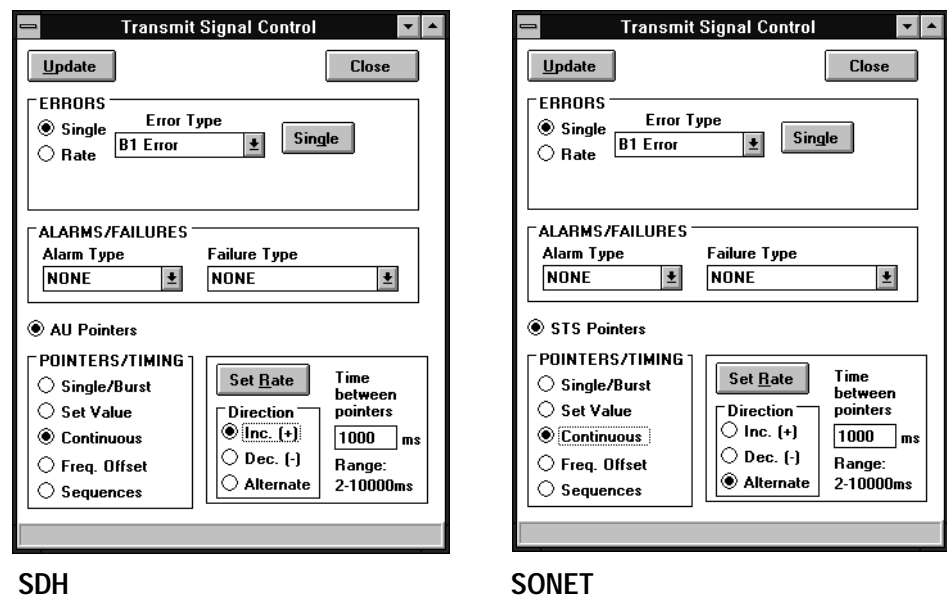 Transmit Signal Control
Update
Close
ERRORS
Single
Rate
Error Type
B1 Error
Single
ALARMS/FAILURES
Alarm Type
Failure Type
NONE
NONE
AU Pointers
POINTERS/TIMING
Single/Burst
Set Value
Continuous
Freq. Offset
Sequences
Set Rate
Direction
Inc. (+)
Dec. (-)
Alternate
Time
between
pointers
1000 ms
Range:
2-10000ms
SDH
Transmit Signal Control
Update
Close
ERRORS
Single
Rate
Error Type
B1 Error
Single
ALARMS/FAILURES
Alarm Type
Failure Type
NONE
NONE
STS Pointers
POINTERS/TIMING
Single/Burst
Set Value
Continuous
Freq. Offset
Sequences
Set Rate
Direction
Inc. (+)
Dec. (-)
Alternate
Time
between
pointers
1000 ms
Range:
2-10000ms
SONET